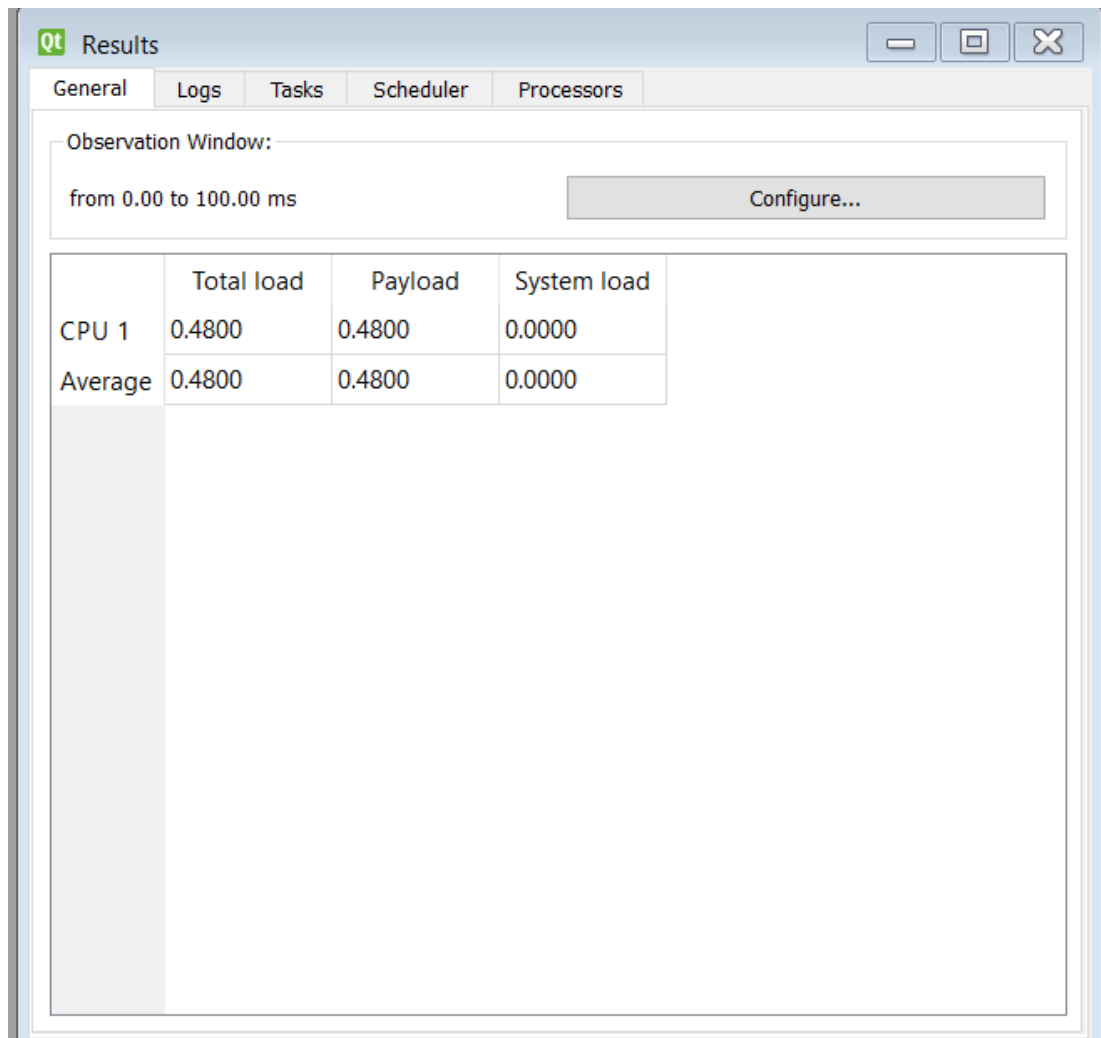 Qt Results
General Logs Tasks Scheduler Processors
Observation Window:
from 0.00 to 100.00 ms Configure...
Total load Payload System load
CPU 1 0.4800 0.4800 0.0000
Average 0.4800 0.4800 0.0000